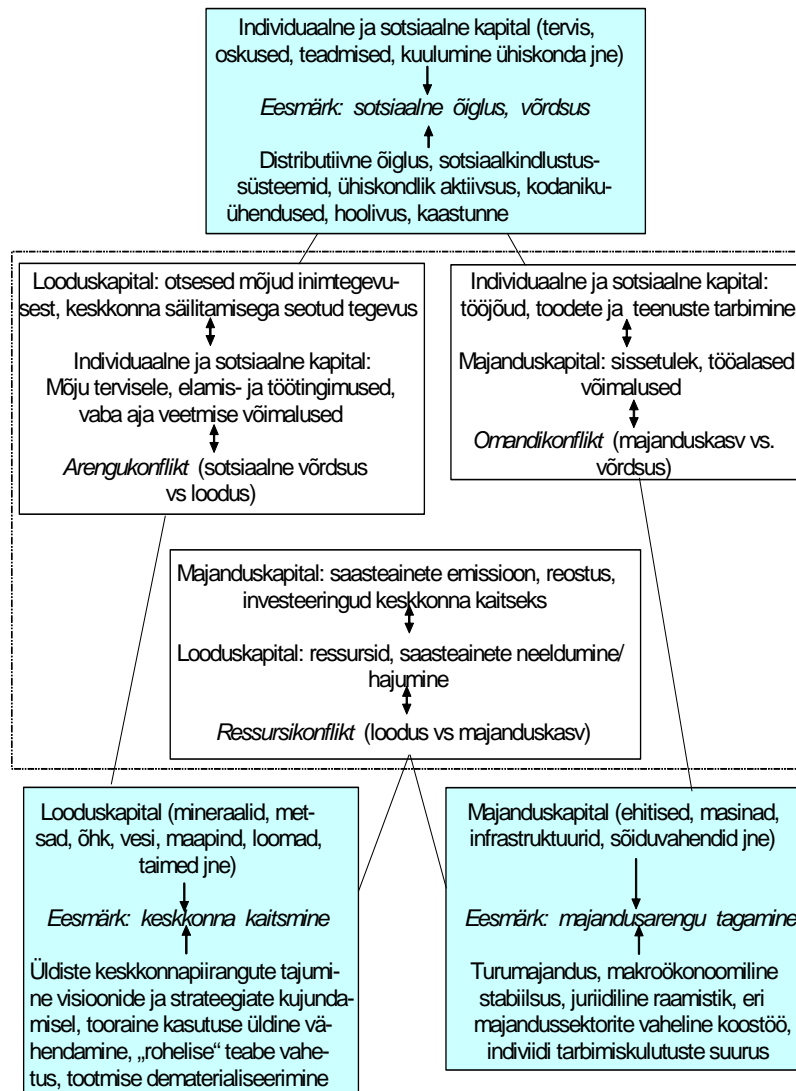 Individuaalne ja sotsiaalne kapital (tervis,
oskused, teadmised, kuulumine ühiskonda jne)
Eesmärk: sotsiaalne õiglus, võrdsus
Distributiivne õiglus, sotsiaalkindlustus-
süsteemid, ühiskondlik aktiivsus, kodaniku-
ühendused, hoolivus, kaastunne
Looduskapital: otsesed mõjud inimtegevu-
sest, keskkonna säilitamisega seotud tegevus
Individuaalne ja sotsiaalne kapital:
Mõju tervisele, elamis- ja töötingimused,
vaba aja veetmise võimalused
Arengukonflikt (sotsiaalne võrdsus
vs loodus)
Individuaalne ja sotsiaalne kapital:
tööjõud, toodete ja teenuste tarbimine
Majanduskapital: sissetulek, tööalased
võimalused
Omandikonflikt (majanduskasv vs.
võrdsus)
Majanduskapital: saasteainete emissioon, reostus,
investeeringud keskkonna kaitseks
Looduskapital: ressursid, saasteainete neeldumine/
hajumine
Ressursikonflikt (loodus vs majanduskasv)
Looduskapital (mineraalid, met-
sad, õhk, vesi, maapind, loomad,
taimed jne)
Eesmärk: keskkonna kaitsmine
Üldiste keskkonnapiirangute tajumi-
ne visioonide ja strateegiate kujunda-
misel, tooraine kasutuse üldine vä-
hendamine, „rohelise“ teabe vahe-
tus, tootmise dematerialiseerimine
Majanduskapital (ehitised, masinad,
infrastruktuurid, sõiduvahendid jne)
Eesmärk: majandusarengu tagamine
Turumajandus, makroökonoomiline
stabiilsus, juriidiline raamistik, eri
majandussektorite vaheline koostöö,
indiviidi tarbimiskulutuste suurus